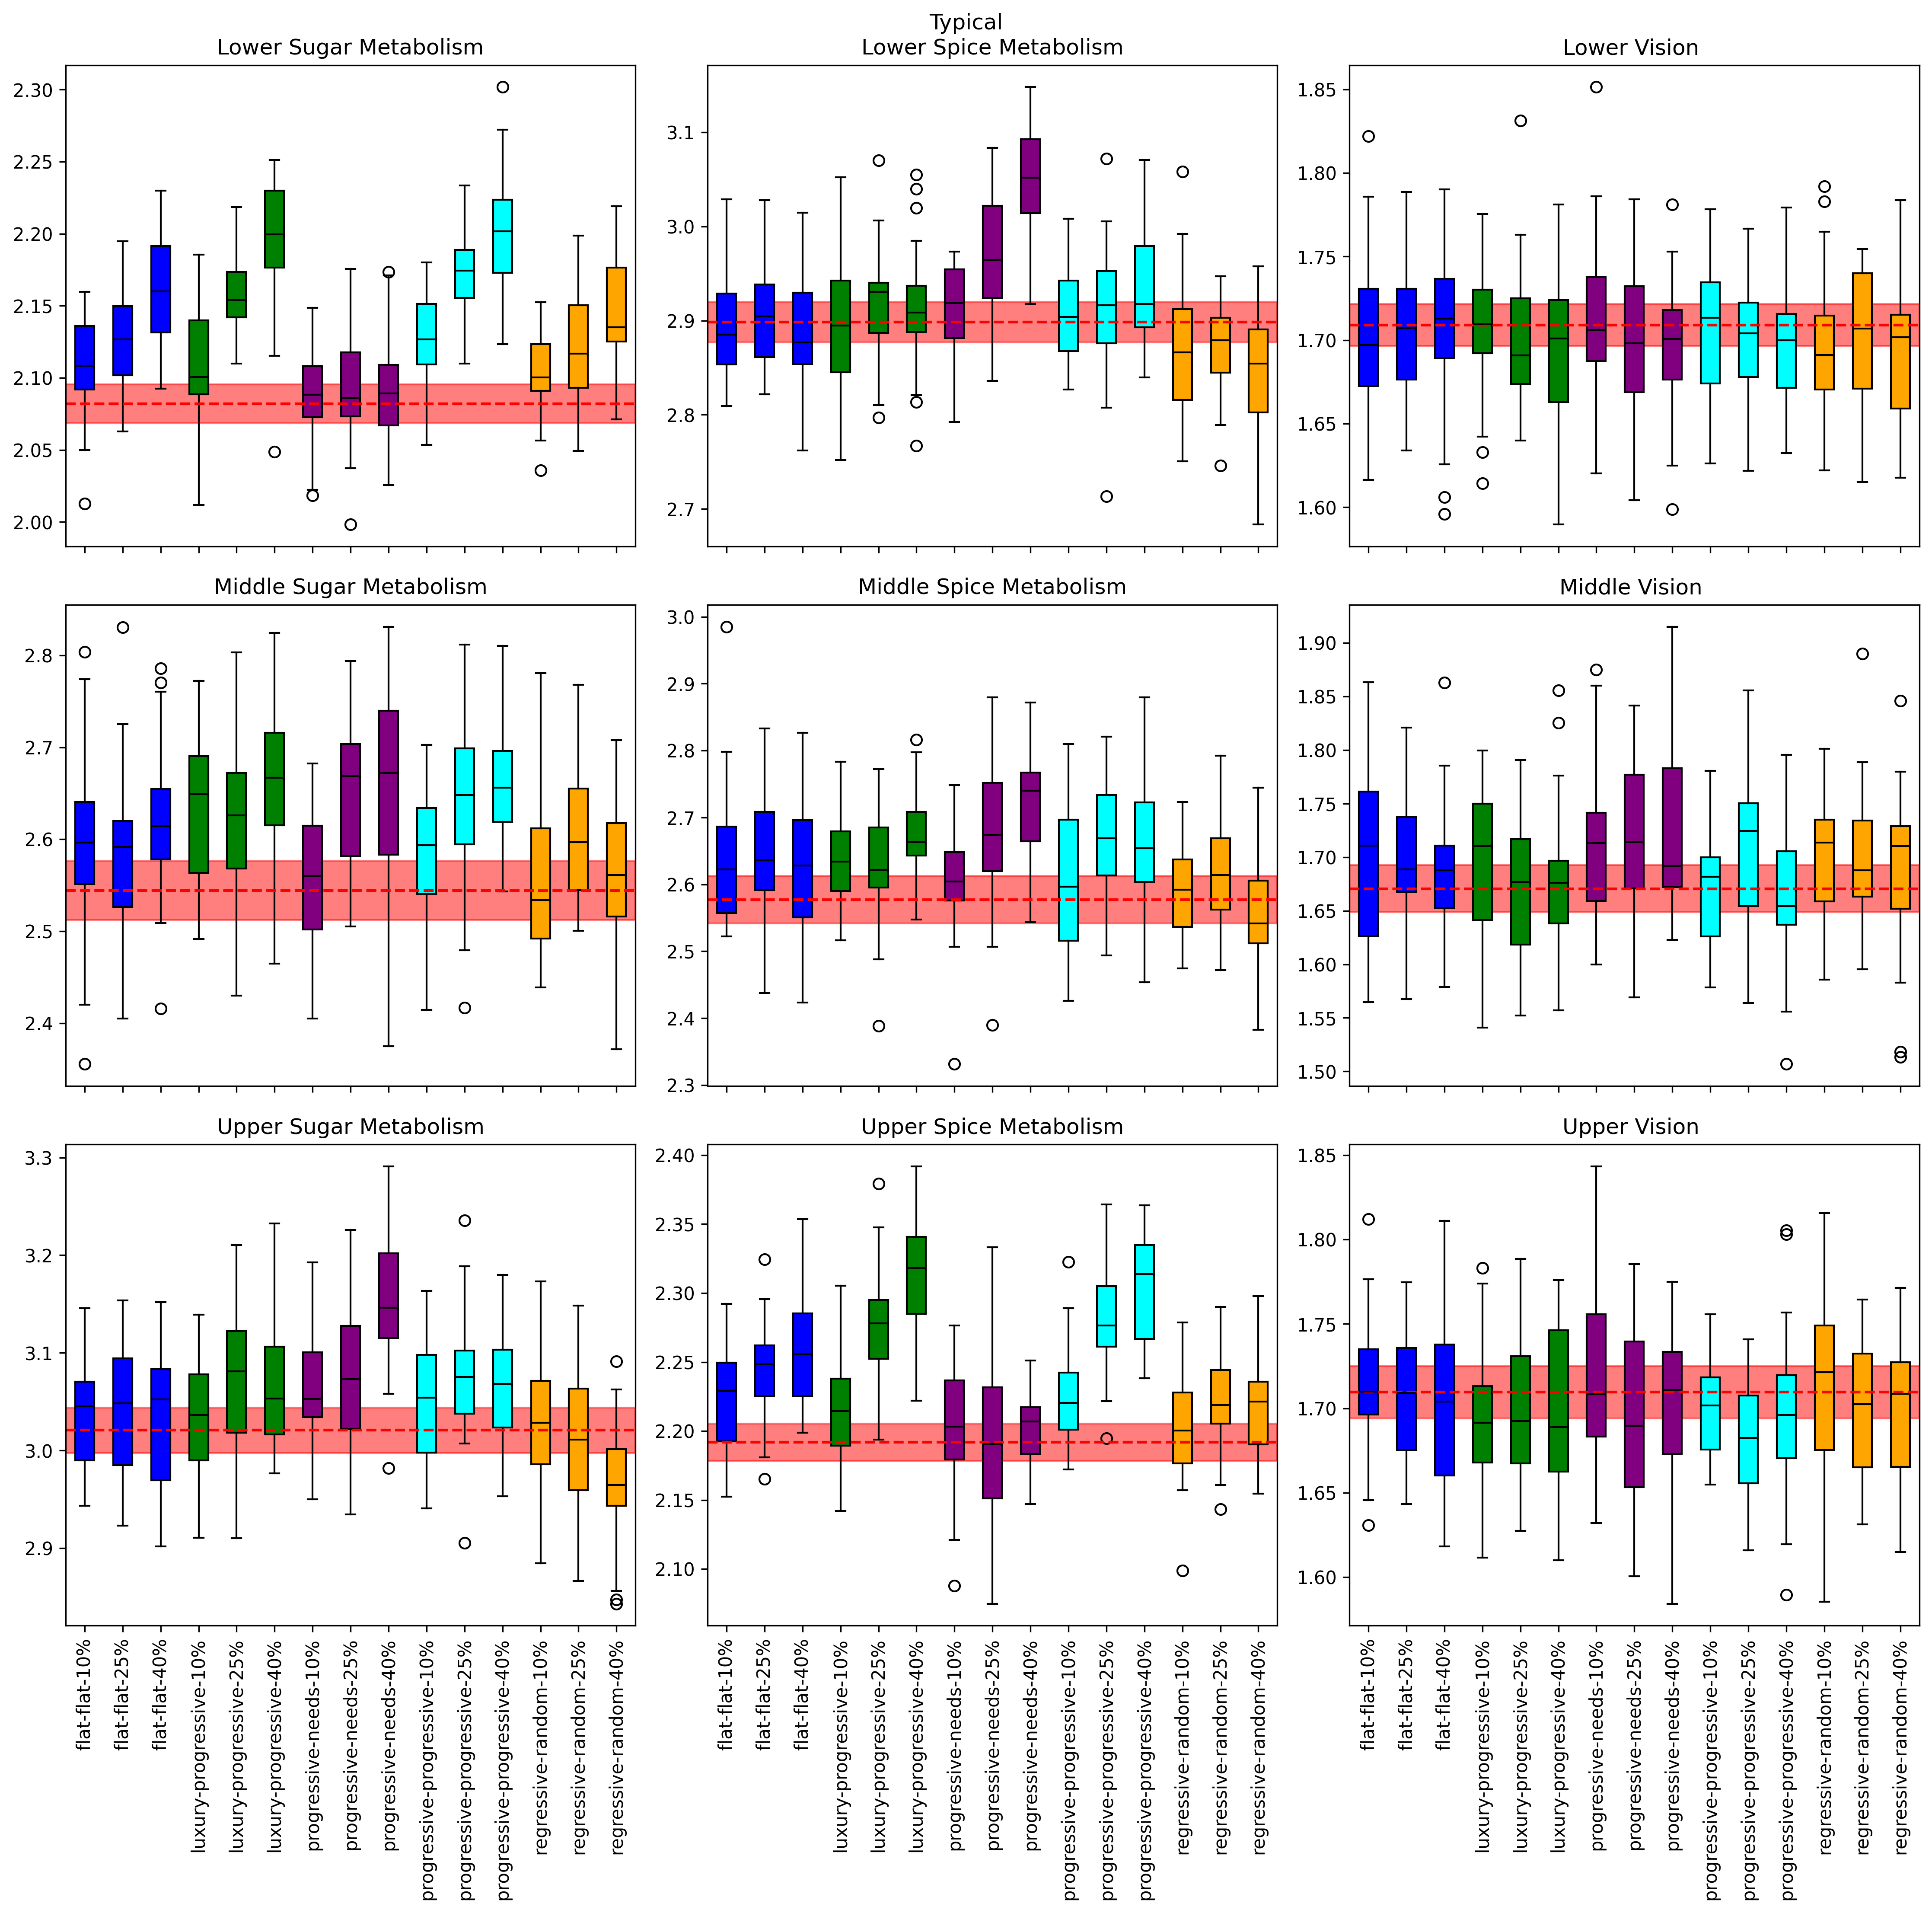 Typical
Lower Sugar Metabolism
2.30
2.25
2.20
2.15
2.10
2.05
2.00
Lower Spice Metabolism
3.1
3.0
2.9
2.8
2.7
Lower Vision
1.85
1.80
1.75
1.70
1.65
1.60
Middle Sugar Metabolism
2.8
2.7
2.6
2.5
2.4
Middle Spice Metabolism
3.0
2.9
2.8
2.7
2.6
2.5
2.4
2.3
Middle Vision
1.90
1.85
1.80
1.75
1.70
1.65
1.60
1.55
1.50
Upper Sugar Metabolism
3.3
3.2
3.1
3.0
2.9
flat-flat-10%
flat-flat-25%
flat-flat-40%
luxury-progressive-10%
luxury-progressive-25%
luxury-progressive-40%
progressive-needs-10%
progressive-needs-25%
progressive-needs-40%
progressive-progressive-10%
progressive-progressive-25%
progressive-progressive-40%
regressive-random-10%
regressive-random-25%
regressive-random-40%
Upper Spice Metabolism
2.40
2.35
2.30
2.25
2.20
2.15
2.10
flat-flat-10%
flat-flat-25%
flat-flat-40%
luxury-progressive-10%
luxury-progressive-25%
luxury-progressive-40%
progressive-needs-10%
progressive-needs-25%
progressive-needs-40%
progressive-progressive-10%
progressive-progressive-25%
progressive-progressive-40%
regressive-random-10%
regressive-random-25%
regressive-random-40%
Upper Vision
1.85
1.80
1.75
1.70
1.65
1.60
flat-flat-10%
flat-flat-25%
flat-flat-40%
luxury-progressive-10%
luxury-progressive-25%
luxury-progressive-40%
progressive-needs-10%
progressive-needs-25%
progressive-needs-40%
progressive-progressive-10%
progressive-progressive-25%
progressive-progressive-40%
regressive-random-10%
regressive-random-25%
regressive-random-40%